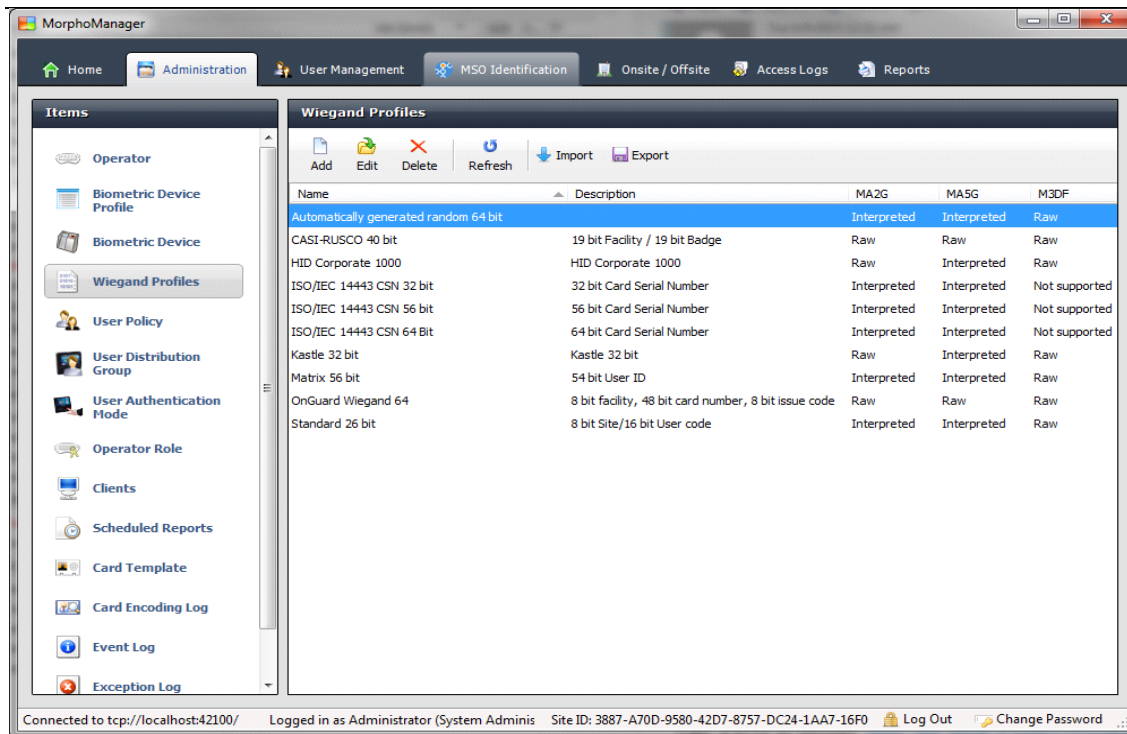 MorphoManager
Home Administration User Management MSO Identification Onsite / Offsite Access Logs Reports
Items
Operator
Biometric Device
Profile
Biometric Device
Wiegand Profiles
User Policy
User Distribution
Group
User Authentication
Mode
Operator Role
Clients
Scheduled Reports
Card Template
Card Encoding Log
Event Log
Exception Log
Wiegand Profiles
Add Edit Delete Refresh Import Export
Name Description MA2G MA5G M3DF
Automatically generated random 64 bit Interpreted Interpreted Raw
CASI-RUSCO 40 bit 19 bit Facility / 19 bit Badge Raw Raw Raw
HID Corporate 1000 HID Corporate 1000 Raw Interpreted Raw
ISO/IEC 14443 CSN 32 bit 32 bit Card Serial Number Interpreted Interpreted Not supported
ISO/IEC 14443 CSN 56 bit 56 bit Card Serial Number Interpreted Interpreted Not supported
ISO/IEC 14443 CSN 64 Bit 64 bit Card Serial Number Interpreted Interpreted Not supported
Kastle 32 bit Kastle 32 bit Raw Interpreted Raw
Matrix 56 bit 54 bit User ID Interpreted Interpreted Raw
OnGuard Wiegand 64 8 bit facility, 48 bit card number, 8 bit issue code Raw Raw Raw
Standard 26 bit 8 bit Site/16 bit User code Interpreted Interpreted Raw
Connected to tcp://localhost:42100/ Logged in as Administrator (System Adminis Site ID: 3887-A70D-9580-42D7-8757-DC24-1AA7-16F0 Log Out Change Password